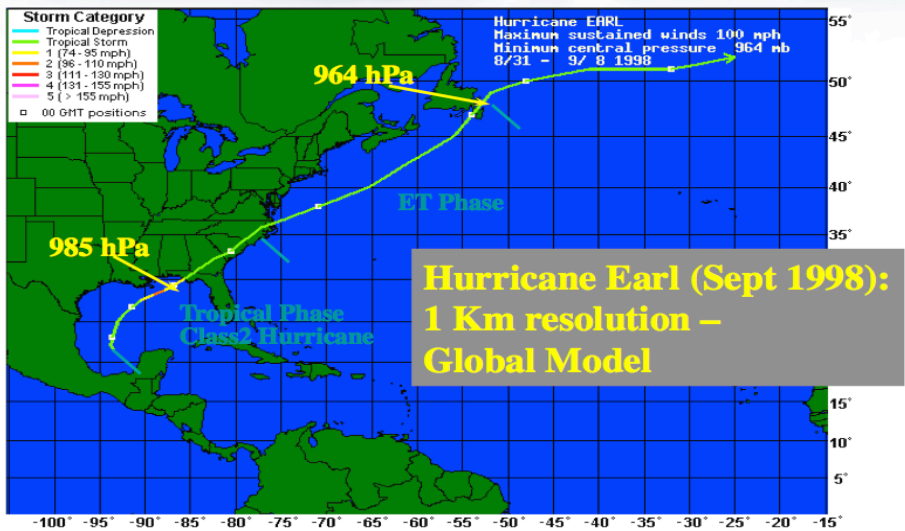 Storm Category
Tropical Depression
Tropical Storm
1 (74 - 95 mph)
2 (96 - 110 mph)
3 (111 - 130 mph)
4 (131 - 155 mph)
5 ( > 155 mph)
00 GMT positions
Hurricane EARL
Maximum sustained winds 100 mph
Minimum central pressure 964 mb
8/31 - 9/ 8 1998
55°
50°
45°
40°
35°
15°
10°
5°
964 hPa
ET Phase
985 hPa
Tropical Phase
Class2 Hurricane
Hurricane Earl (Sept 1998):
1 Km resolution –
Global Model
-100 -95 -90 -85 -80 -75 -70 -65 -60 -55 -50 -45 -40 -35 -30 -25 -20 -15